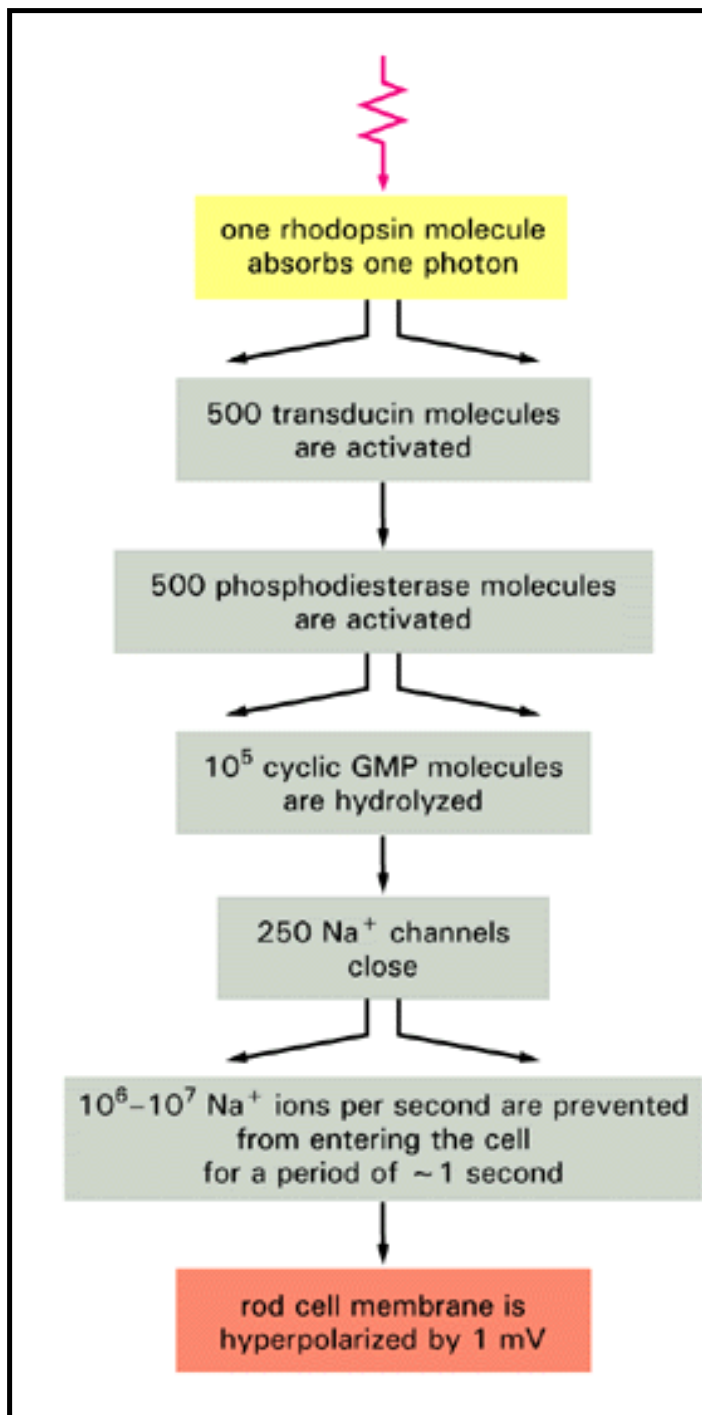 one rhodopsin molecule
absorbs one photon
500 transducin molecules
are activated
500 phosphodiesterase molecules
are activated
10⁵ cyclic GMP molecules
are hydrolyzed
250 Na⁺ channels
close
10⁶–10⁷ Na⁺ ions per second are prevented
from entering the cell
for a period of ~1 second
rod cell membrane is
hyperpolarized by 1 mV